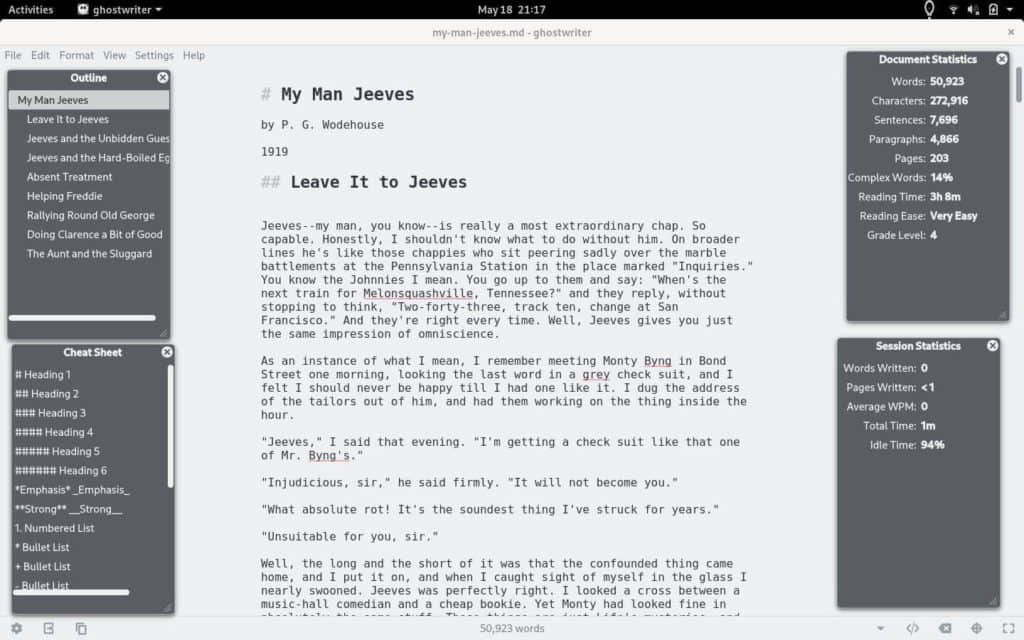 Activities
ghostwriter
May 18 21:17
my-man-jeeves.md - ghostwriter
File Edit Format View Settings Help
Outline
My Man Jeeves
Leave It to Jeeves
Jeeves and the Unbidden Gues
Jeeves and the Hard-Boiled Eg
Absent Treatment
Helping Freddie
Rallying Round Old George
Doing Clarence a Bit of Good
The Aunt and the Sluggard
Cheat Sheet
# Heading 1
## Heading 2
### Heading 3
#### Heading 4
##### Heading 5
###### Heading 6
*Emphasis* _Emphasis_
**Strong** __Strong__
1. Numbered List
* Bullet List
+ Bullet List
- Bullet List
# My Man Jeeves
by P. G. Wodehouse
1919
## Leave It to Jeeves
Jeeves--my man, you know--is really a most extraordinary chap. So
capable. Honestly, I shouldn't know what to do without him. On broader
lines he's like those chappies who sit peering sadly over the marble
battlements at the Pennsylvania Station in the place marked "Inquiries."
You know the Johnnies I mean. You go up to them and say: "When's the
next train for Melonsquashville, Tennessee?" and they reply, without
stopping to think, "Two-forty-three, track ten, change at San
Francisco." And they're right every time. Well, Jeeves gives you just
the same impression of omniscience.
As an instance of what I mean, I remember meeting Monty Byng in Bond
Street one morning, looking the last word in a grey check suit, and I
felt I should never be happy till I had one like it. I dug the address
of the tailors out of him, and had them working on the thing inside the
hour.
"Jeeves," I said that evening. "I'm getting a check suit like that one
of Mr. Byng's."
"Injudicious, sir," he said firmly. "It will not become you."
"What absolute rot! It's the soundest thing I've struck for years."
"Unsuitable for you, sir."
Well, the long and the short of it was that the confounded thing came
home, and I put it on, and when I caught sight of myself in the glass I
nearly swooned. Jeeves was perfectly right. I looked a cross between a
music-hall comedian and a cheap bookie. Yet Monty had looked fine in
Document Statistics
Words: 50,923
Characters: 272,916
Sentences: 7,696
Paragraphs: 4,866
Pages: 203
Complex Words: 14%
Reading Time: 3h 8m
Reading Ease: Very Easy
Grade Level: 4
Session Statistics
Words Written: 0
Pages Written: <1
Average WPM: 0
Total Time: 1m
Idle Time: 94%
50,923 words